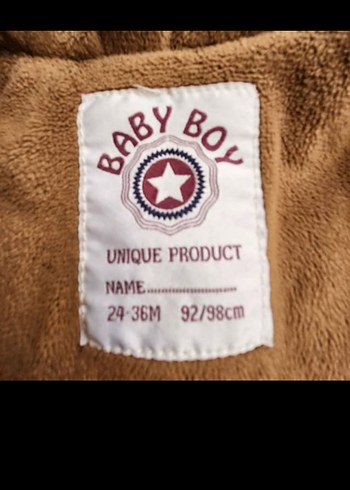 BABY BOY
UNIQUE PRODUCT
NAME........................
24-36M 92/98cm